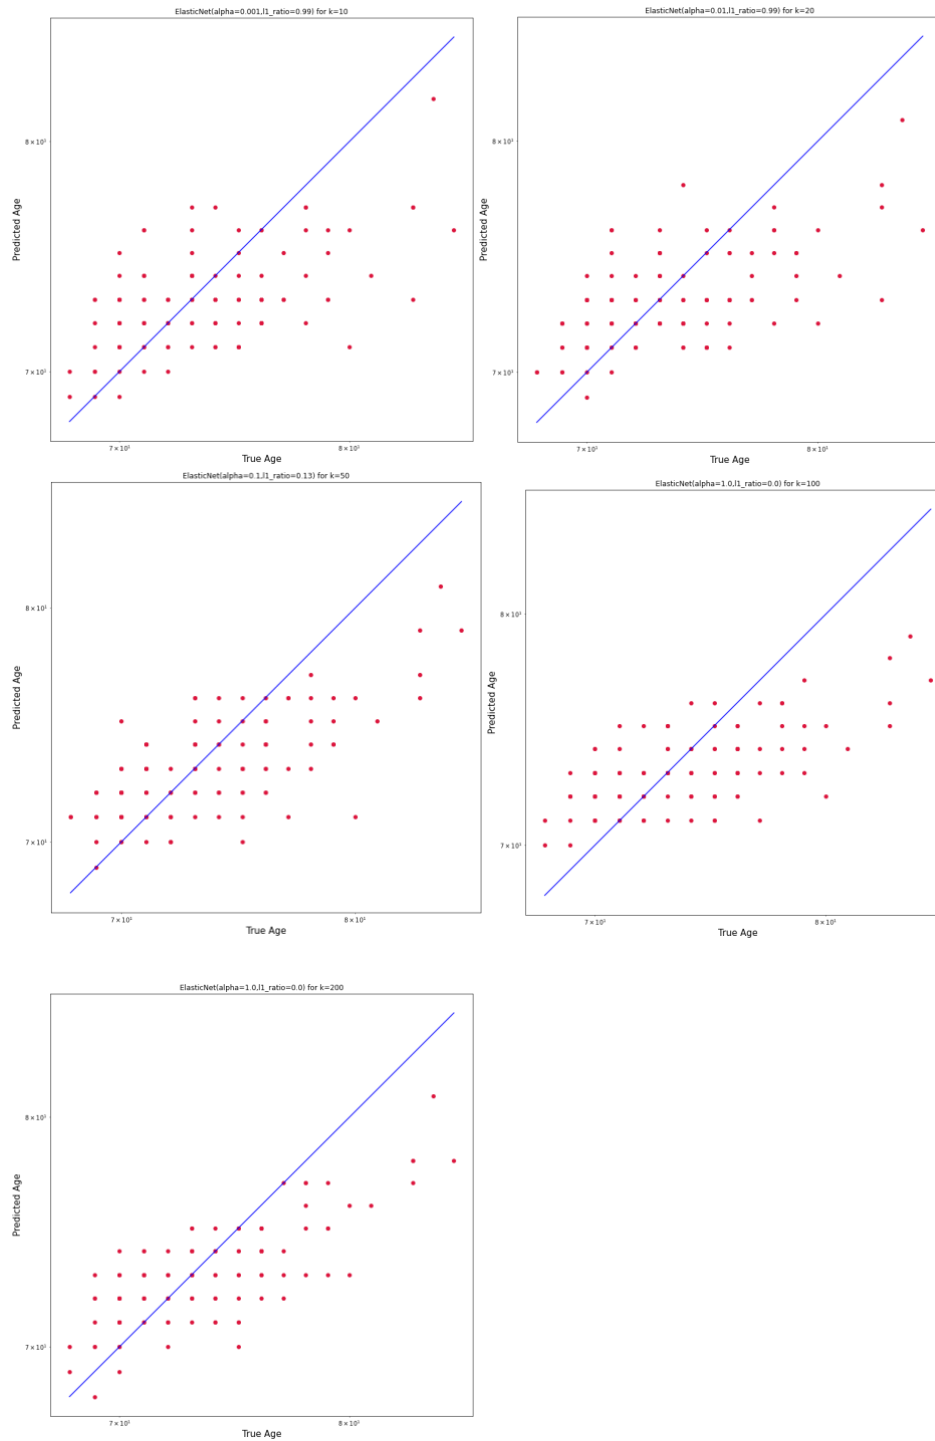 ElasticNet(alpha=0.001,l1_ratio=0.99) for k=10
Predicted Age
8 × 10¹
7 × 10¹
7 × 10¹
8 × 10¹
True Age
ElasticNet(alpha=0.01,l1_ratio=0.99) for k=20
Predicted Age
8 × 10¹
7 × 10¹
7 × 10¹
8 × 10¹
True Age
ElasticNet(alpha=0.1,l1_ratio=0.13) for k=50
Predicted Age
8 × 10¹
7 × 10¹
7 × 10¹
8 × 10¹
True Age
ElasticNet(alpha=1.0,l1_ratio=0.0) for k=100
Predicted Age
8 × 10¹
7 × 10¹
7 × 10¹
8 × 10¹
True Age
ElasticNet(alpha=1.0,l1_ratio=0.0) for k=200
Predicted Age
8 × 10¹
7 × 10¹
7 × 10¹
8 × 10¹
True Age